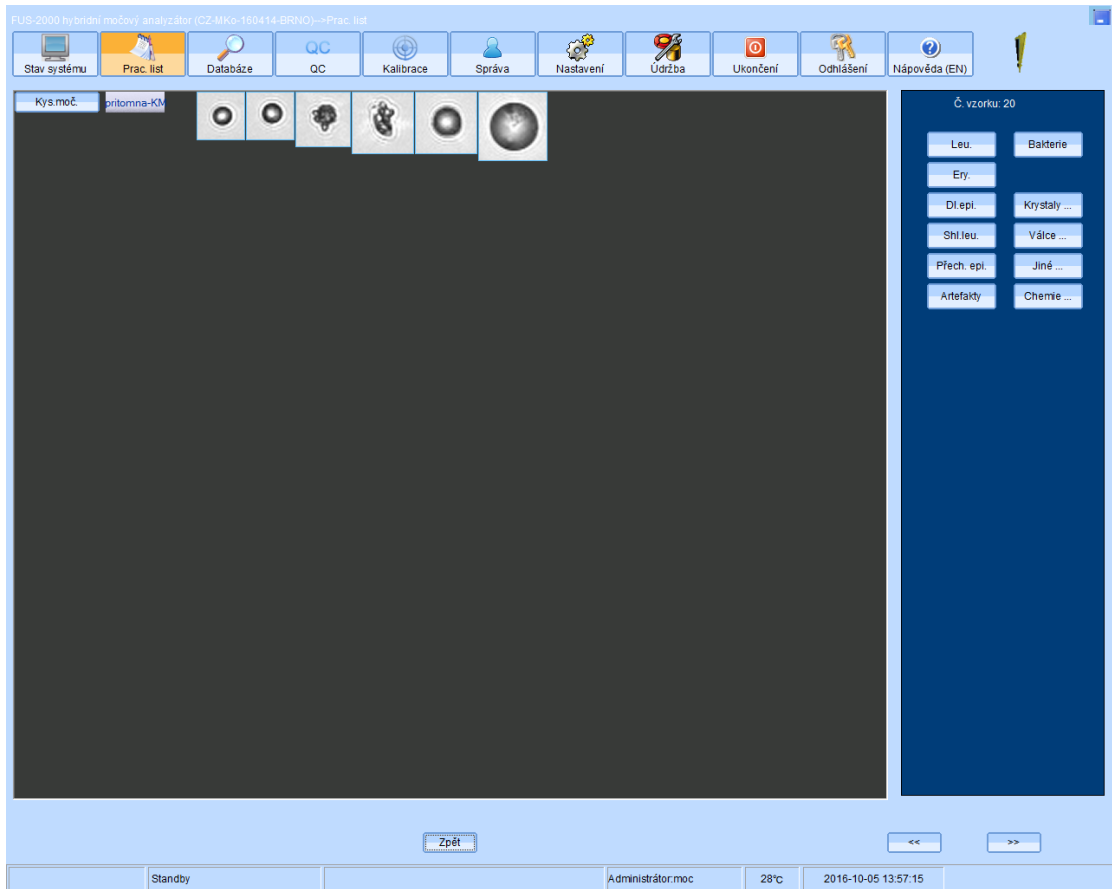 FUS-2000 hybridní močový analyzátor (CZ-MKo-160414-BRNO)-->Prac. list
Stav systému
Prac. list
Databáze
QC
QC
Kalibrace
Správa
Nastavení
Údržba
Ukončení
Odhlášení
Nápověda (EN)
Kys.moč.
pritomna-KM
Č. vzorku: 20
Leu.
Bakterie
Ery.
Dl.epi.
Krystaly ...
Shl.leu.
Válce ...
Přech. epi.
Jiné ...
Artefakty
Chemie ...
Zpět
<<
>>
Standby
Administrátor:moc
28℃
2016-10-05 13:57:15